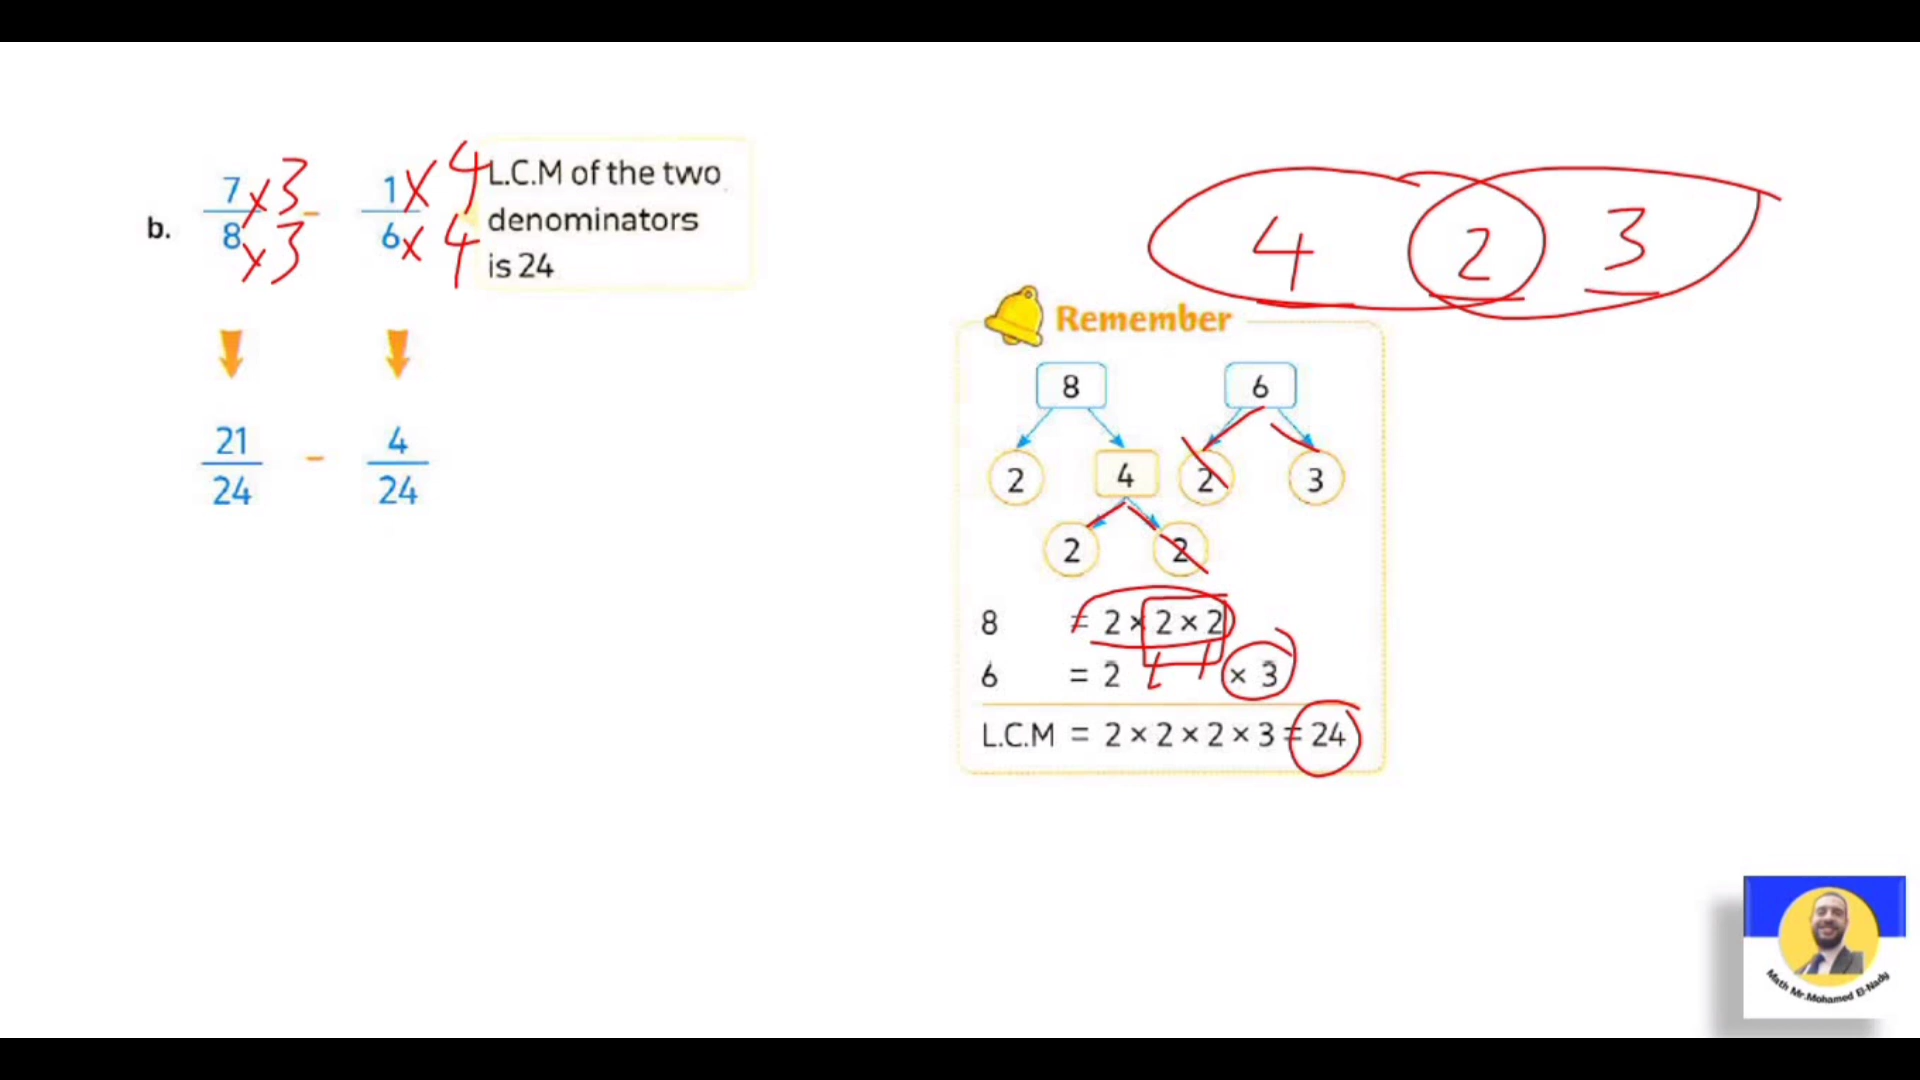 b. 7/8 ×3 ×3 - 1/6 ×4 ×4
L.C.M of the two
denominators
is 24
21/24 - 4/24
4 2 3
Remember
8 6
2 4 2 3
2 2
8 = 2 × 2 × 2
6 = 2 × 3
L.C.M = 2 × 2 × 2 × 3 = 24
Math Mr.Mohamed El-Nady